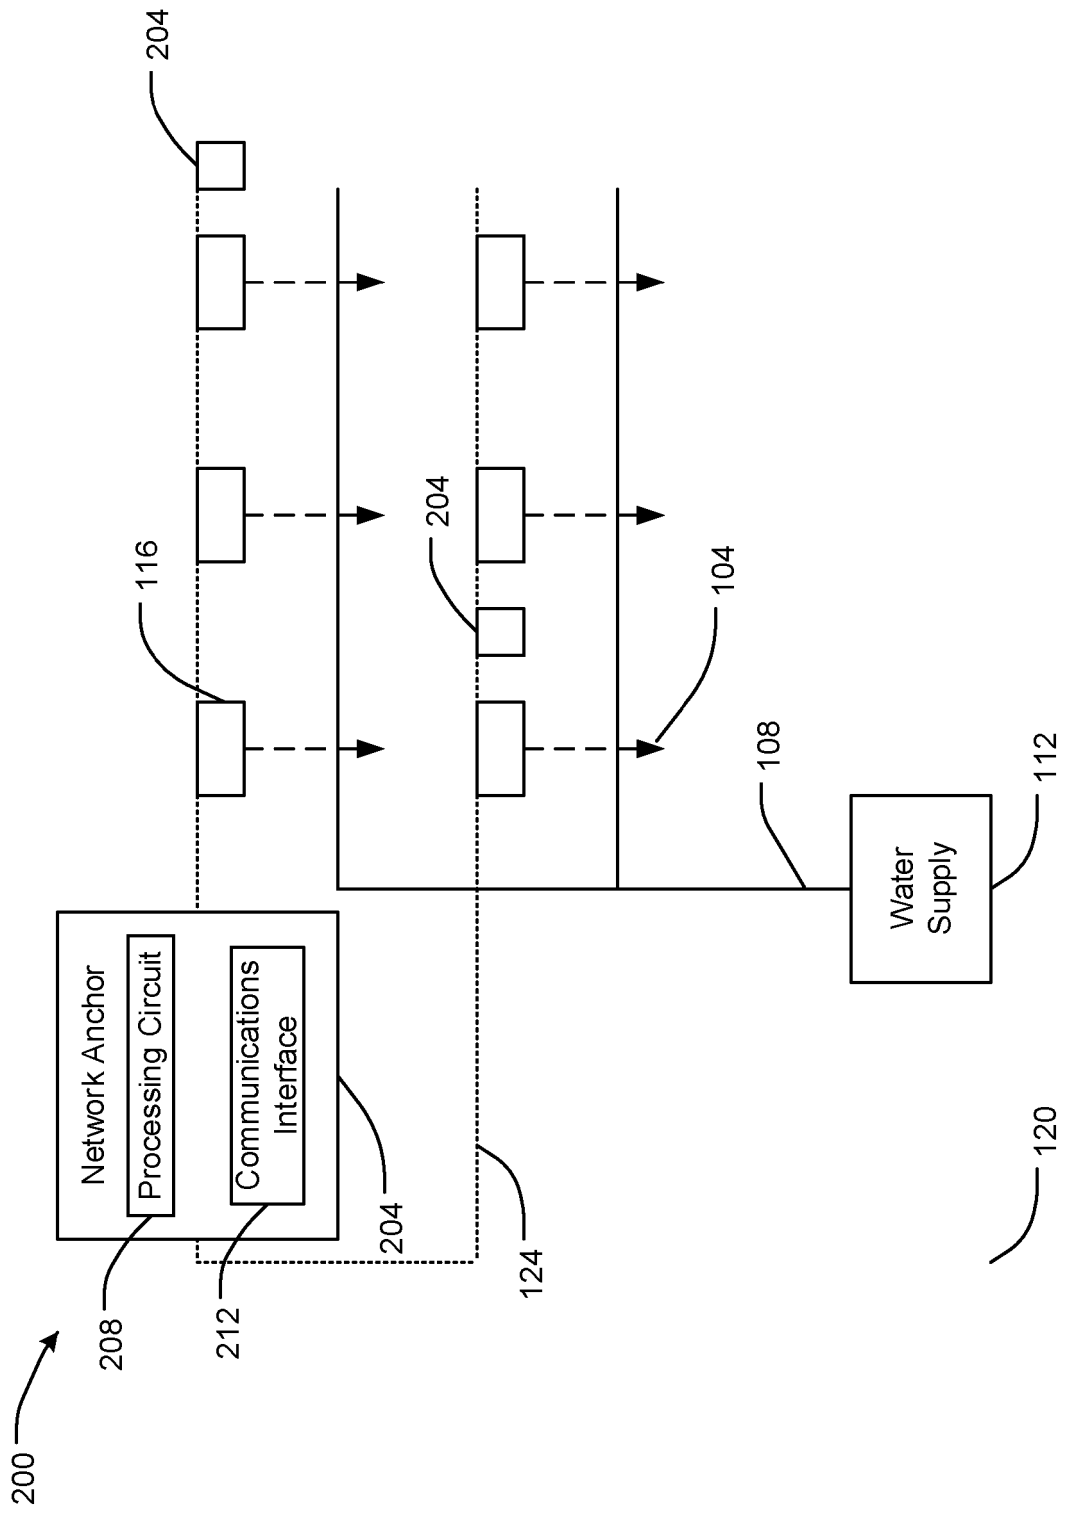 200
208
212
Network Anchor
Processing Circuit
Communications
Interface
204
124
116
204
204
104
108
Water
Supply
112
120